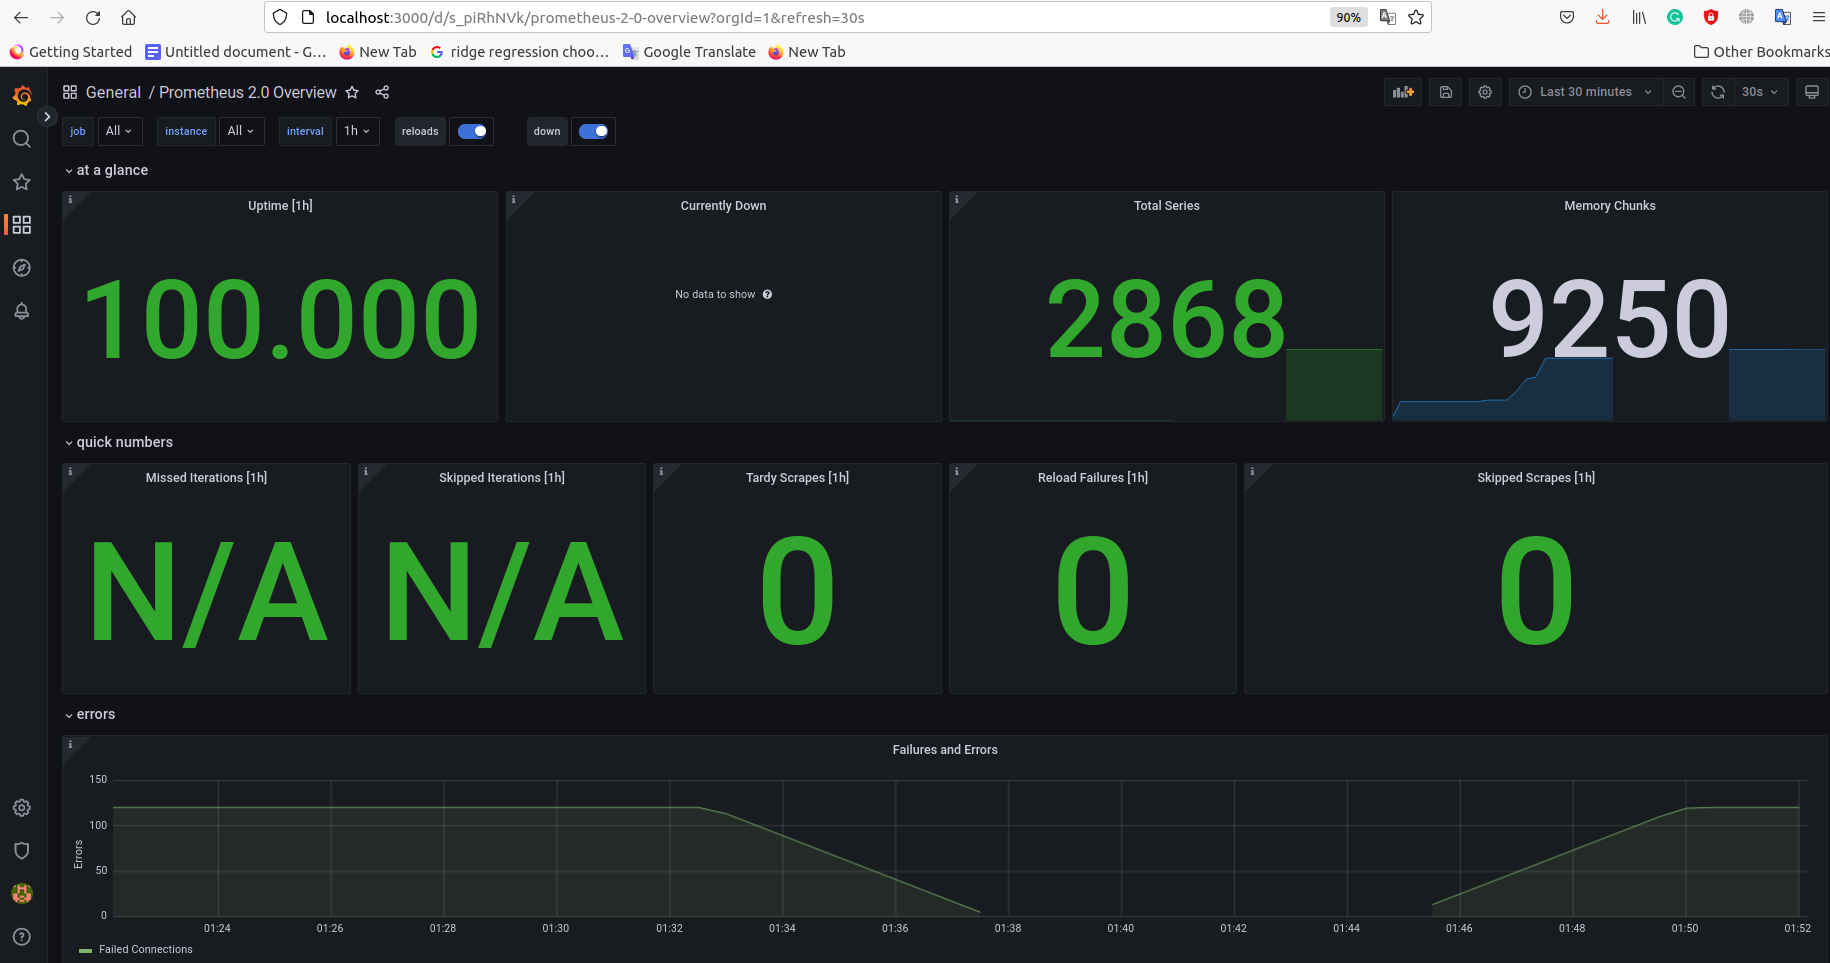 localhost:3000/d/s_piRhNVk/prometheus-2-0-overview?orgId=1&refresh=30s 90%
Getting Started Untitled document - G... New Tab ridge regression choo... Google Translate New Tab Other Bookmarks
General / Prometheus 2.0 Overview Last 30 minutes 30s
job All instance All interval 1h reloads down
at a glance
Uptime [1h] Currently Down Total Series Memory Chunks
100.000 No data to show 2868 9250
quick numbers
Missed Iterations [1h] Skipped Iterations [1h] Tardy Scrapes [1h] Reload Failures [1h] Skipped Scrapes [1h]
N/A N/A 0 0 0
errors
Failures and Errors
150
100
50
0
Errors
01:24 01:26 01:28 01:30 01:32 01:34 01:36 01:38 01:40 01:42 01:44 01:46 01:48 01:50 01:52
Failed Connections